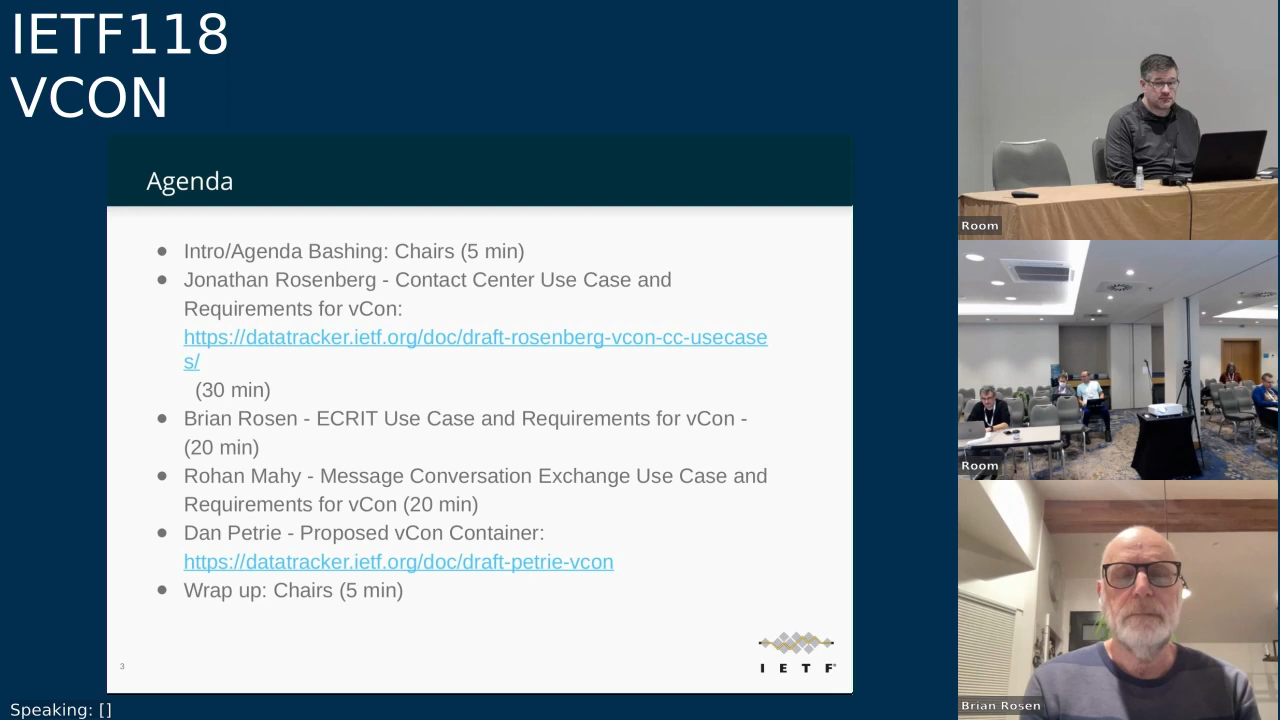 IETF118
VCON
Agenda
● Intro/Agenda Bashing: Chairs (5 min)
● Jonathan Rosenberg - Contact Center Use Case and
Requirements for vCon:
https://datatracker.ietf.org/doc/draft-rosenberg-vcon-cc-usecase
s/
(30 min)
● Brian Rosen - ECRIT Use Case and Requirements for vCon -
(20 min)
● Rohan Mahy - Message Conversation Exchange Use Case and
Requirements for vCon (20 min)
● Dan Petrie - Proposed vCon Container:
https://datatracker.ietf.org/doc/draft-petrie-vcon
● Wrap up: Chairs (5 min)
3
I E T F®
Speaking: []
Room
Room
Brian Rosen